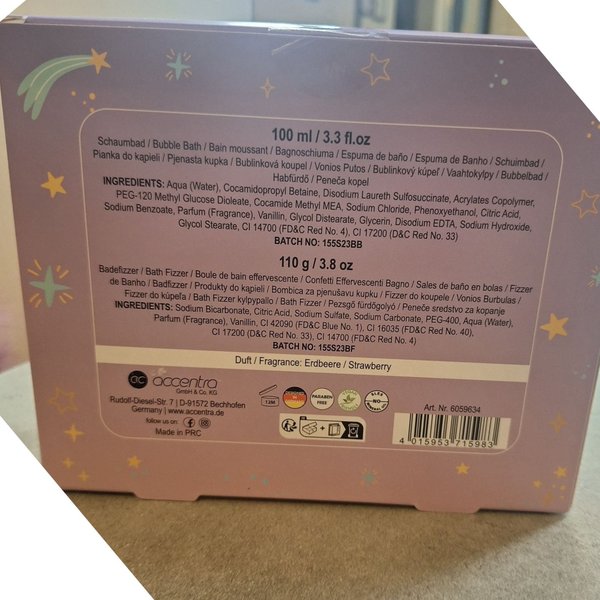 100 ml / 3.3 fl.oz
Schaumbad / Bubble Bath / Bain moussant / Bagnoschiuma / Espuma de baño / Espuma de Banho / Schuimbad /
Pianka do kąpieli / Pjenasta kupka / Bublinková koupel / Vonios Putos / Bublinkový kúpeľ / Vaahtokylpy / Bubbelbad /
Habfürdő / Peneča kopel
INGREDIENTS: Aqua (Water), Cocamidopropyl Betaine, Disodium Laureth Sulfosuccinate, Acrylates Copolymer,
PEG-120 Methyl Glucose Dioleate, Cocamide Methyl MEA, Sodium Chloride, Phenoxyethanol, Citric Acid,
Sodium Benzoate, Parfum (Fragrance), Vanillin, Glycol Distearate, Glycerin, Disodium EDTA, Sodium Hydroxide,
Glycol Stearate, CI 14700 (FD&C Red No. 4), CI 17200 (D&C Red No. 33)
BATCH NO: 155S23BB
110 g / 3.8 oz
Badefizzer / Bath Fizzer / Boule de bain effervescente / Confetti Effervescenti Bagno / Sales de baño en bolas / Fizzer
de Banho / Badfizzer / Produkty do kąpieli / Bombica za pjenušavu kupku / Fizzer do koupele / Vonios Burbulas /
Fizzer do kúpeľa / Bath Fizzer kylpypallo / Bath Fizzer / Pezsgő fürdőgolyó / Peneče sredstvo za kopanje
INGREDIENTS: Sodium Bicarbonate, Citric Acid, Sodium Sulfate, Sodium Carbonate, PEG-400, Aqua (Water),
Parfum (Fragrance), Vanillin, CI 42090 (FD&C Blue No. 1), CI 16035 (FD&C Red No. 40),
CI 17200 (D&C Red No. 33), CI 14700 (FD&C Red No. 4)
BATCH NO: 155S23BF
Duft / Fragrance: Erdbeere / Strawberry
ac accentra
GmbH & Co. KG
Rudolf-Diesel-Str. 7 | D-91572 Bechhofen
Germany | www.accentra.de
follow us on:
Made in PRC
12M
PARABEN
FREE
NO
Art. Nr. 6059634
4 015953 715983